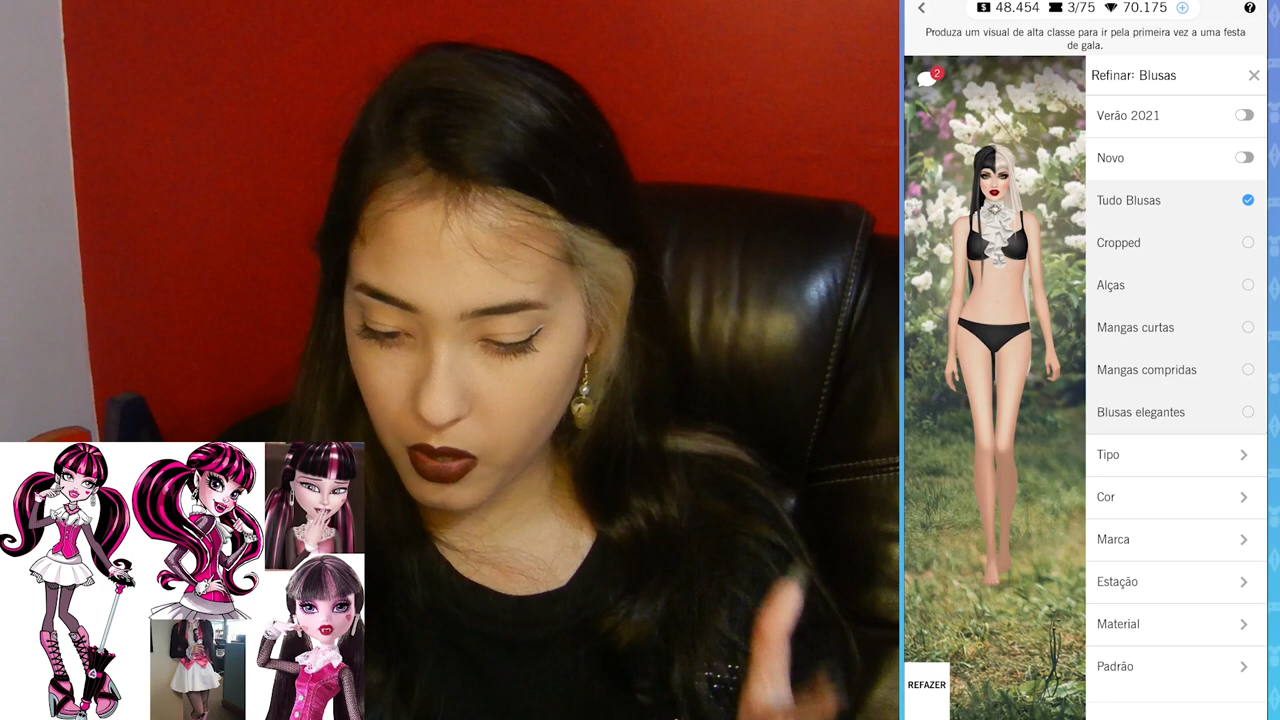 48.454 3/75 70.175
Produza um visual de alta classe para ir pela primeira vez a uma festa
de gala.
2
Refinar: Blusas
Verão 2021
Novo
Tudo Blusas
Cropped
Alças
Mangas curtas
Mangas compridas
Blusas elegantes
Tipo
Cor
Marca
Estação
Material
Padrão
REFAZER